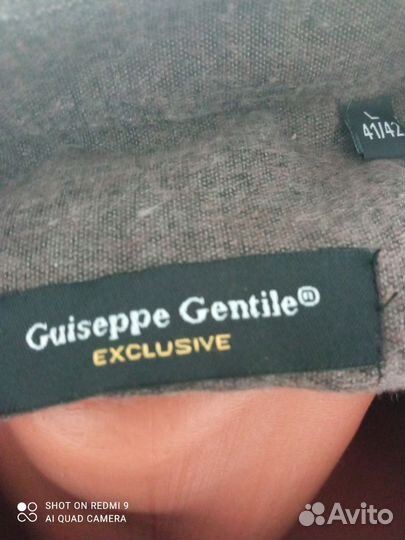 L
41/42
Guiseppe Gentile®
EXCLUSIVE
SHOT ON REDMI 9
AI QUAD CAMERA
Avito